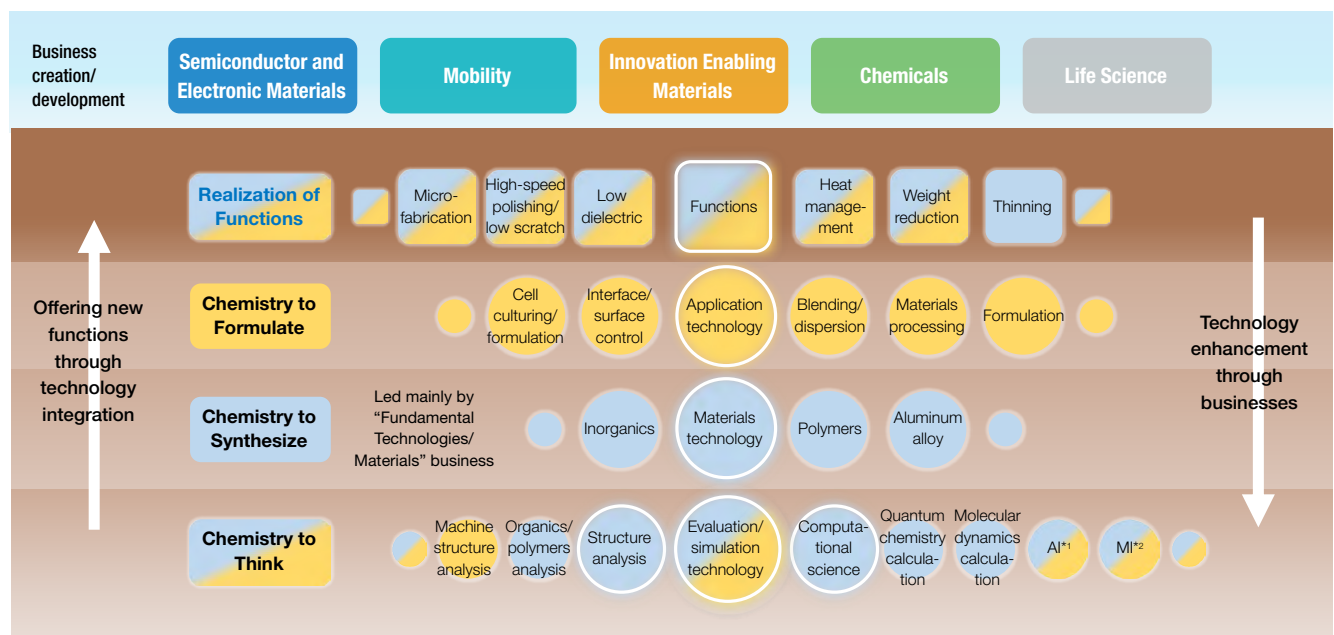 Business
creation/
development
Semiconductor and
Electronic Materials
Mobility
Innovation Enabling
Materials
Chemicals
Life Science
Realization of
Functions
Micro-
fabrication
High-speed
polishing/
low scratch
Low
dielectric
Functions
Heat
manage-
ment
Weight
reduction
Thinning
Offering new
functions
through
technology
integration
Chemistry to
Formulate
Cell
culturing/
formulation
Interface/
surface
control
Application
technology
Blending/
dispersion
Materials
processing
Formulation
Technology
enhancement
through
businesses
Chemistry to
Synthesize
Led mainly by
“Fundamental
Technologies/
Materials” business
Inorganics
Materials
technology
Polymers
Aluminum
alloy
Chemistry to
Think
Machine
structure
analysis
Organics/
polymers
analysis
Structure
analysis
Evaluation/
simulation
technology
Computa-
tional
science
Quantum
chemistry
calcula-
tion
Molecular
dynamics
calcula-
tion
AI*1
MI*2